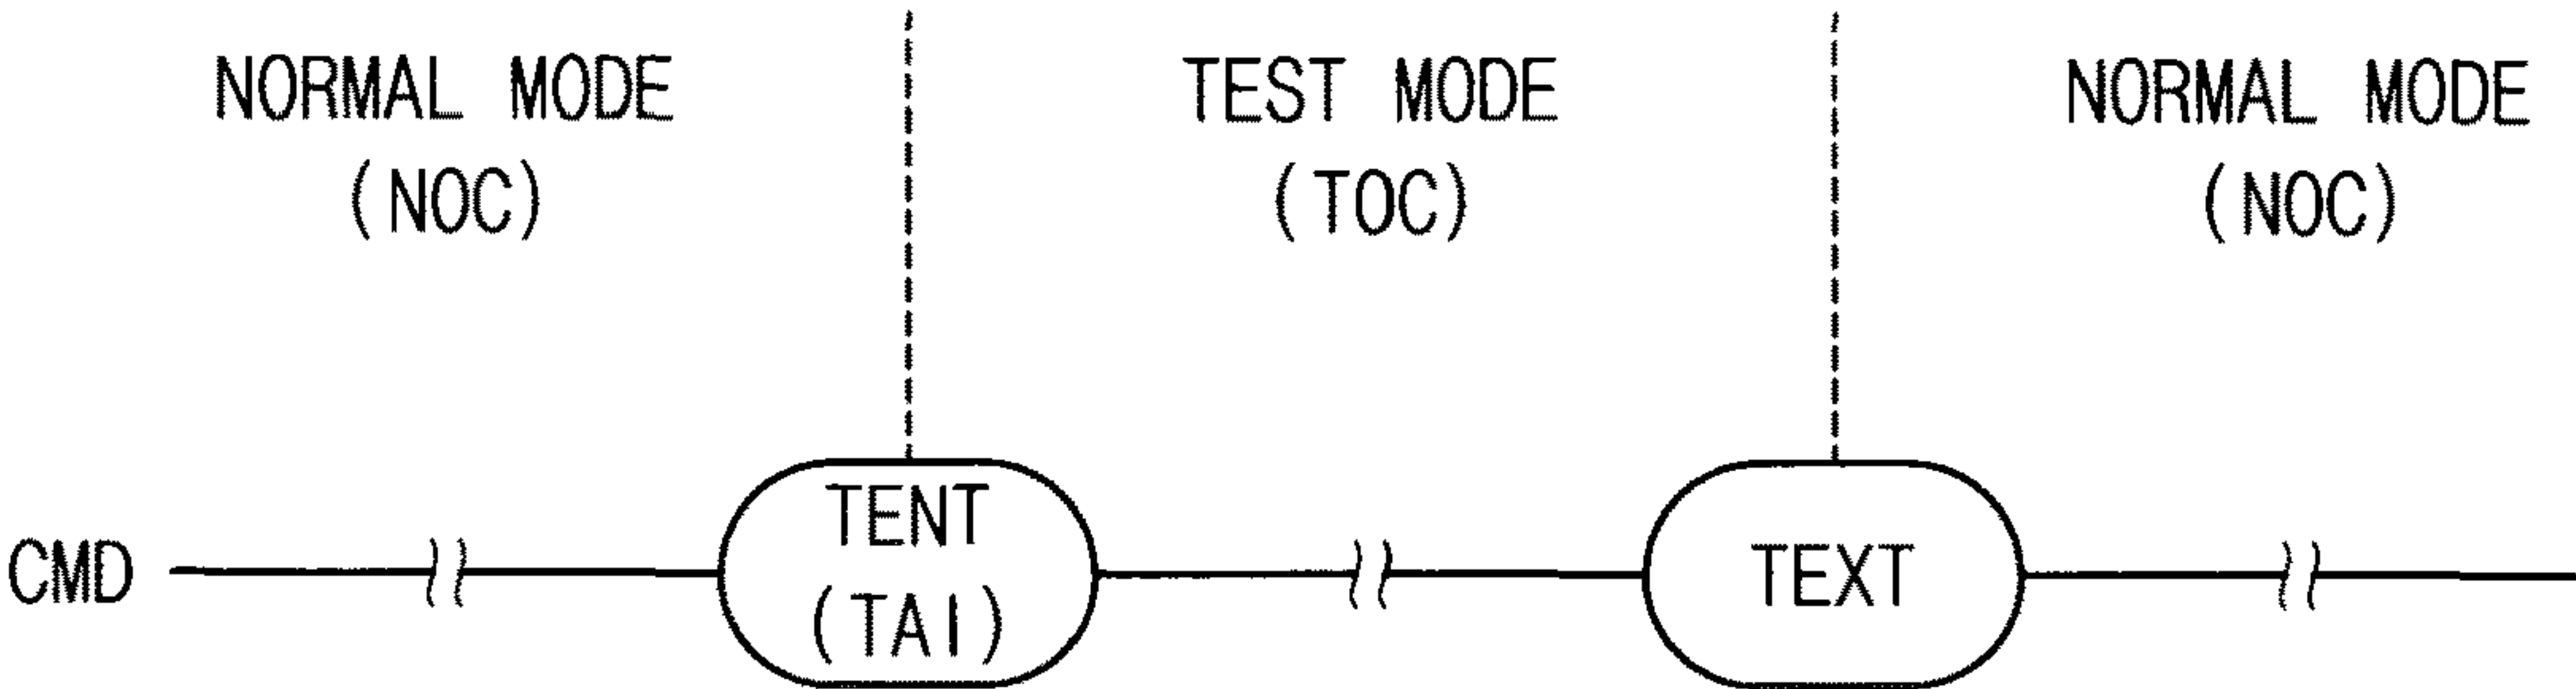 NORMAL MODE
(NOC)
TEST MODE
(TOC)
NORMAL MODE
(NOC)
CMD
TENT
(TAI)
TEXT